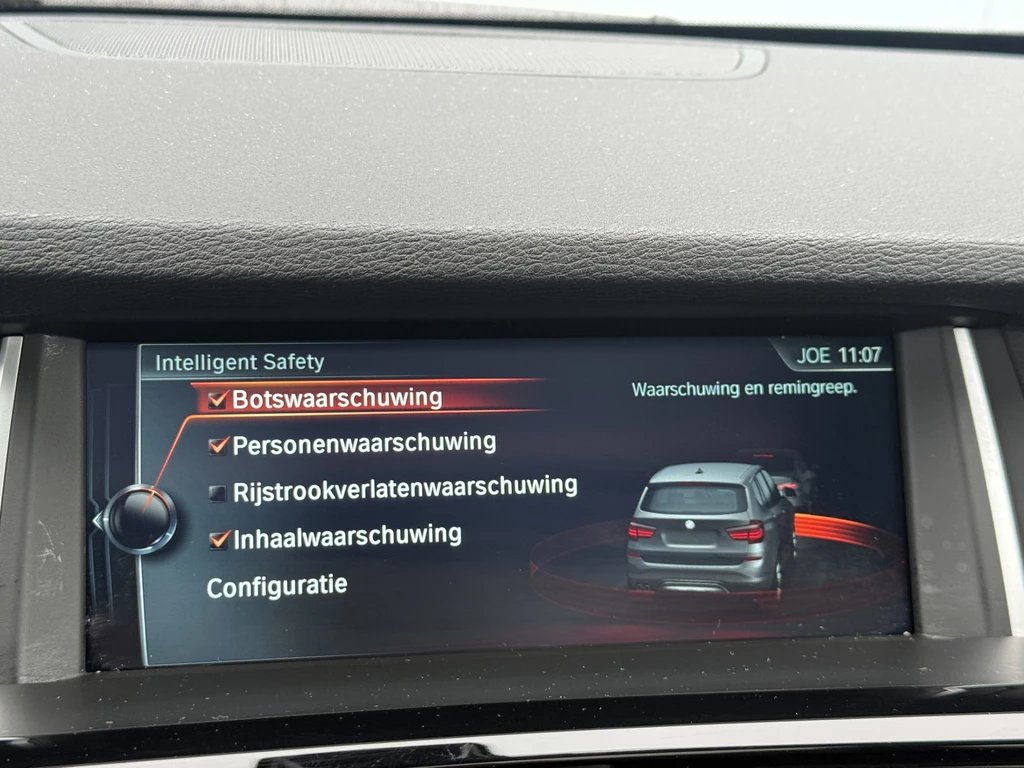 Intelligent Safety
JOE 11:07
Botswaarschuwing
Waarschuwing en remingreep.
Personenwaarschuwing
Rijstrookverlatenwaarschuwing
Inhaalwaarschuwing
Configuratie